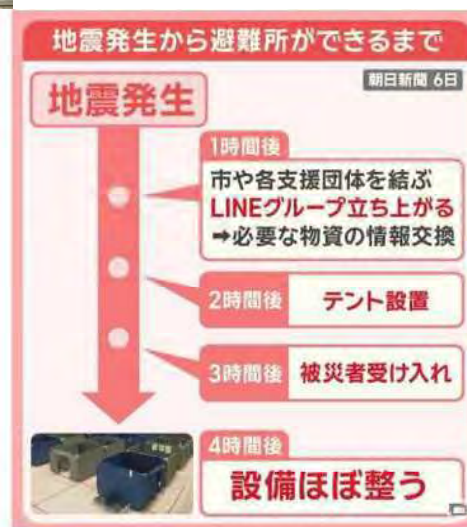 地震発生から避難所ができるまで
朝日新聞 6日
地震発生
1時間後
市や各支援団体を結ぶ
LINEグループ立ち上がる
➡必要な物資の情報交換
2時間後 テント設置
3時間後 被災者受け入れ
4時間後
設備ほぼ整う